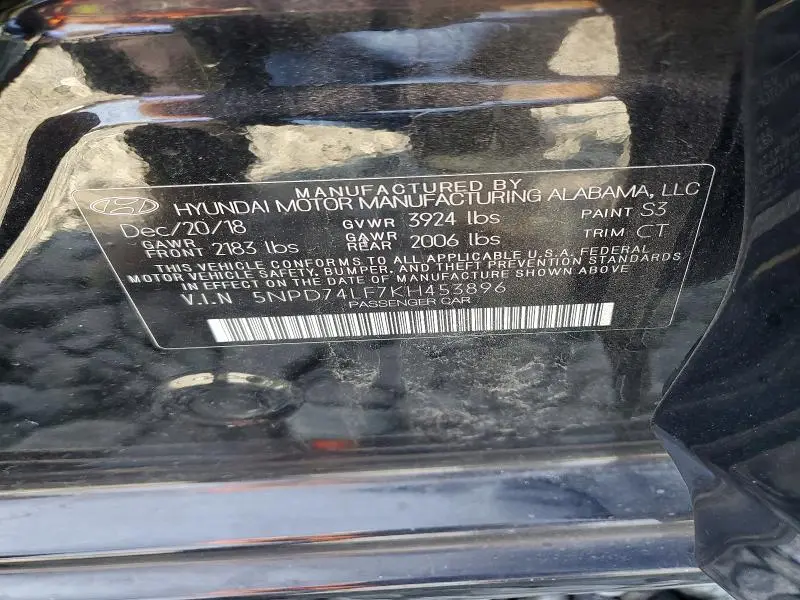 MANUFACTURED BY
HYUNDAI MOTOR MANUFACTURING ALABAMA, LLC
Dec/20/18 GVWR 3924 lbs PAINT S3
GAWR FRONT 2183 lbs GAWR REAR 2006 lbs TRIM CT
THIS VEHICLE CONFORMS TO ALL APPLICABLE U.S.A. FEDERAL
MOTOR VEHICLE SAFETY, BUMPER, AND THEFT PREVENTION STANDARDS
IN EFFECT ON THE DATE OF MANUFACTURE SHOWN ABOVE
V.I.N 5NPD74LF7KH453896
PASSENGER CAR